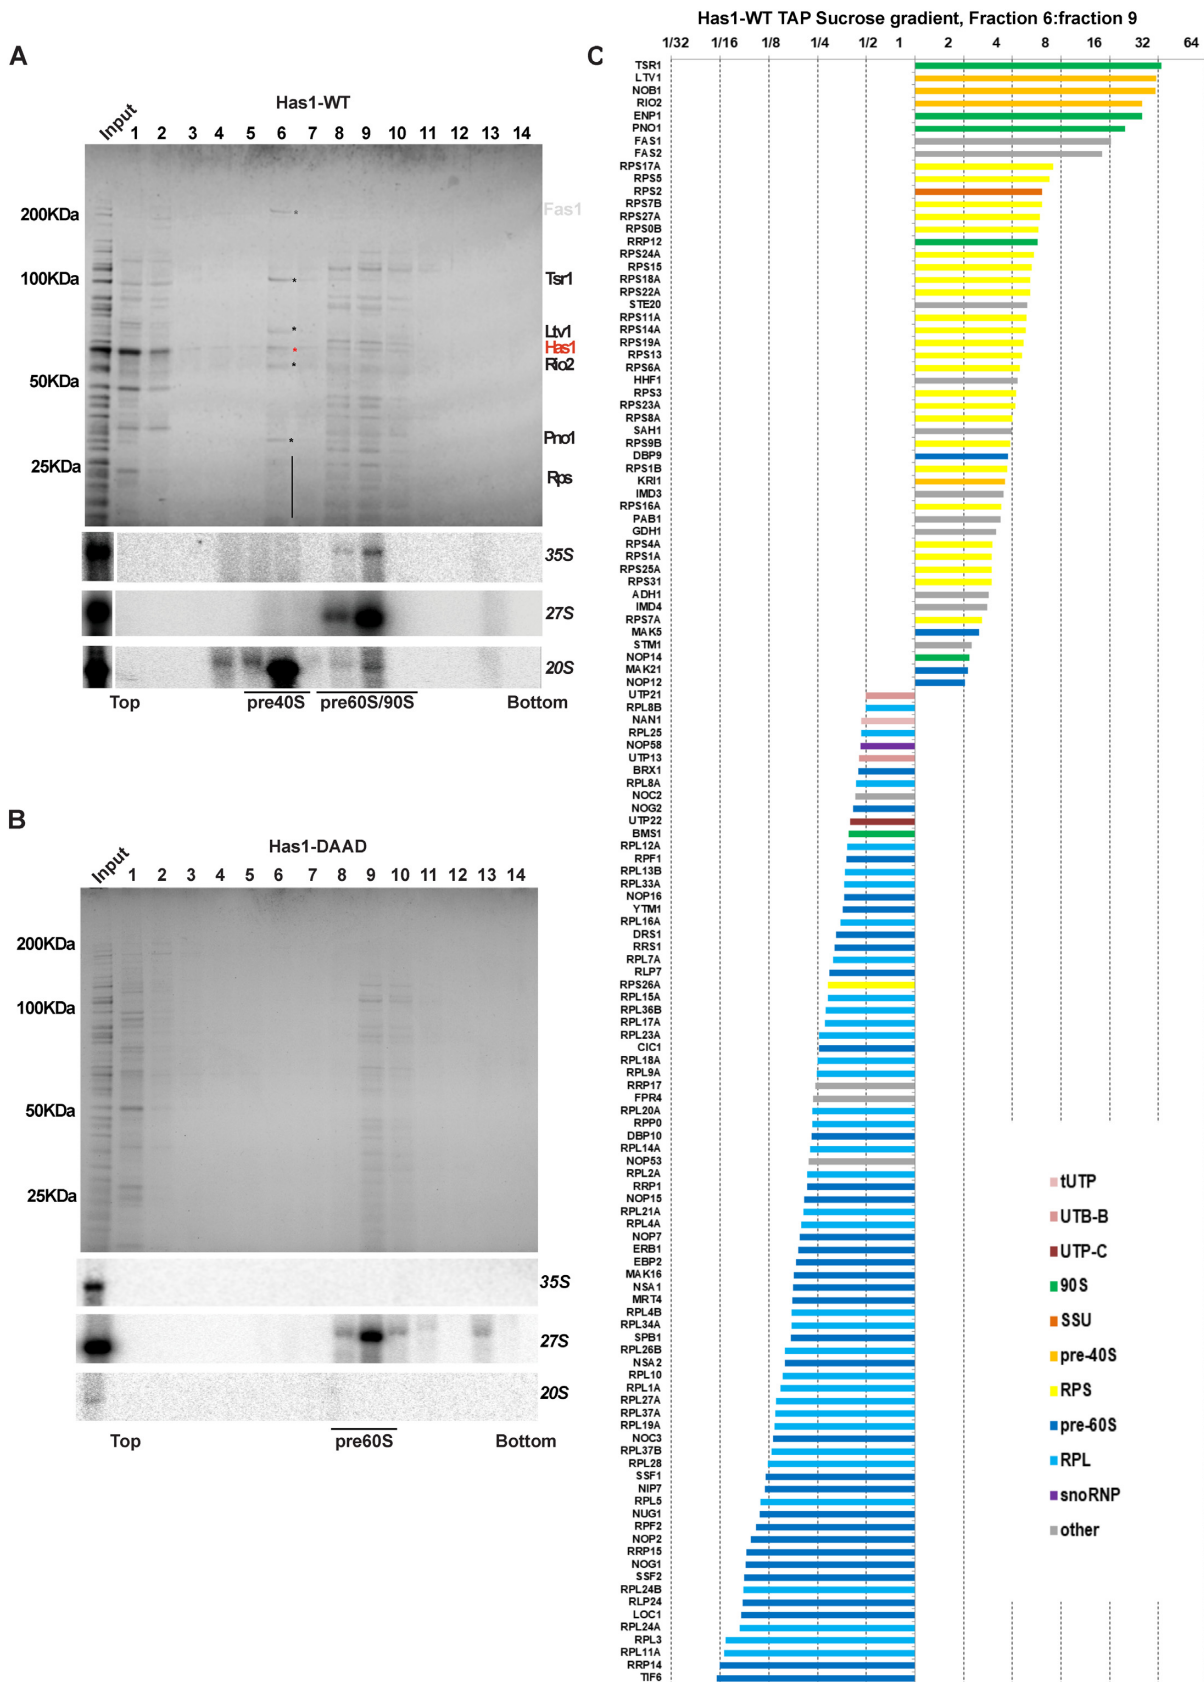 A
Has1-WT
Input 1 2 3 4 5 6 7 8 9 10 11 12 13 14
200KDa
100KDa
50KDa
25KDa
Fas1
Tsr1
Ltv1
Has1
Rio2
Pno1
Rps
35S
27S
20S
Top pre40S pre60S/90S Bottom
B
Has1-DAAD
Input 1 2 3 4 5 6 7 8 9 10 11 12 13 14
200KDa
100KDa
50KDa
25KDa
35S
27S
20S
Top pre60S Bottom
C
Has1-WT TAP Sucrose gradient, Fraction 6:fraction 9
1/32 1/16 1/8 1/4 1/2 1 2 4 8 16 32 64
TSR1
LTV1
NOB1
RIO2
ENP1
PNO1
FAS1
FAS2
RPS17A
RPS5
RPS2
RPS7B
RPS27A
RPS0B
RRP12
RPS24A
RPS15
RPS18A
RPS22A
STE20
RPS11A
RPS14A
RPS19A
RPS13
RPS6A
HHF1
RPS3
RPS23A
RPS8A
SAH1
RPS9B
DBP9
RPS1B
KRI1
IMD3
RPS16A
PAB1
GDH1
RPS4A
RPS1A
RPS25A
RPS31
ADH1
IMD4
RPS7A
MAK5
STM1
NOP14
MAK21
NOP12
UTP21
RPL8B
NAN1
RPL25
NOP58
UTP13
BRX1
RPL8A
NOC2
NOG2
UTP22
BMS1
RPL12A
RPF1
RPL13B
RPL33A
NOP16
YTM1
RPL16A
DRS1
RRS1
RPL7A
RLP7
RPS26A
RPL15A
RPL36B
RPL17A
RPL23A
CIC1
RPL18A
RPL9A
RRP17
FPR4
RPL20A
RPP0
DBP10
RPL14A
NOP53
RPL2A
RRP1
NOP15
RPL21A
RPL4A
NOP7
ERB1
EBP2
MAK16
NSA1
MRT4
RPL4B
RPL34A
SPB1
RPL26B
NSA2
RPL10
RPL1A
RPL27A
RPL37A
RPL19A
NOC3
RPL37B
RPL28
SSF1
NIP7
RPL5
NUG1
RPF2
NOP2
RRP15
NOG1
SSF2
RPL24B
RLP24
LOC1
RPL24A
RPL3
RPL11A
RRP14
TIF6
tUTP
UTB-B
UTP-C
90S
SSU
pre-40S
RPS
pre-60S
RPL
snoRNP
other